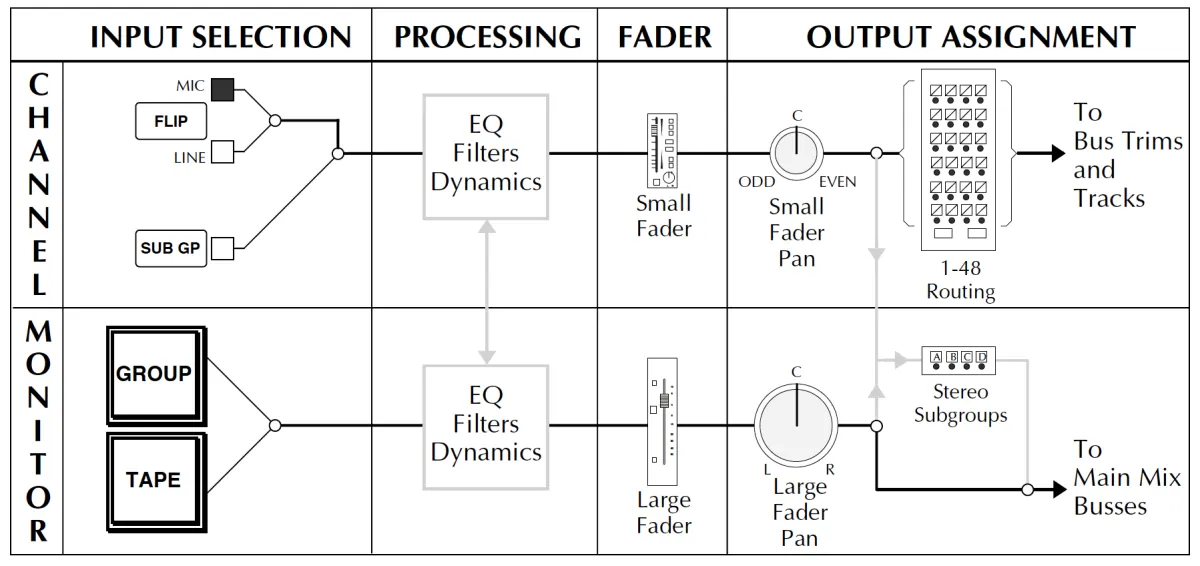 INPUT SELECTION
PROCESSING
FADER
OUTPUT ASSIGNMENT
CHANNEL
MIC
FLIP
LINE
SUB GP
EQ
Filters
Dynamics
Small
Fader
C
ODD
EVEN
Small
Fader
Pan
1-48
Routing
To
Bus Trims
and
Tracks
MONITOR
GROUP
TAPE
EQ
Filters
Dynamics
Large
Fader
C
L
R
Large
Fader
Pan
A B C D
Stereo
Subgroups
To
Main Mix
Busses